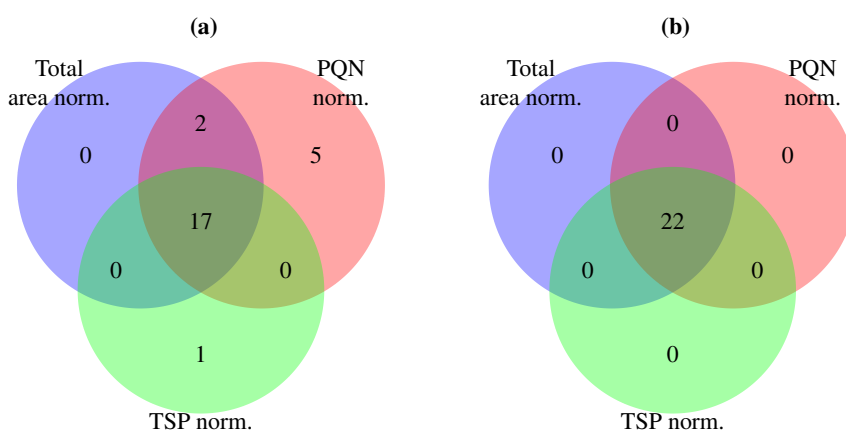 (a)
Total
area norm.
PQN
norm.
2
0
5
17
0
0
1
TSP norm.
(b)
Total
area norm.
PQN
norm.
0
0
0
22
0
0
0
TSP norm.